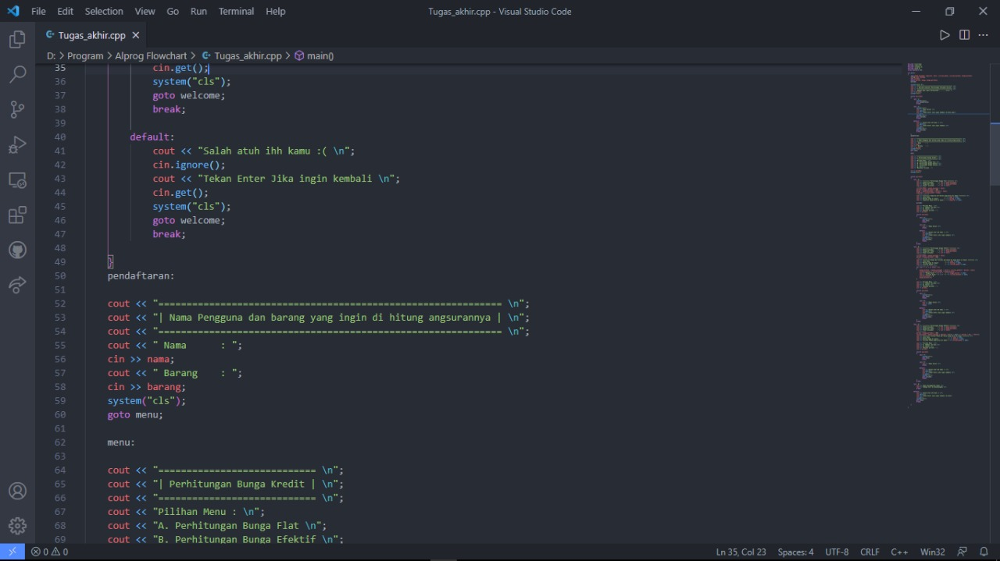 File Edit Selection View Go Run Terminal Help Tugas_akhir.cpp - Visual Studio Code
Tugas_akhir.cpp
D: > Program > Alprog Flowchart > Tugas_akhir.cpp > main()
35 cin.get();
36 system("cls");
37 goto welcome;
38 break;
39
40 default:
41 cout << "Salah atuh ihh kamu :( \n";
42 cin.ignore();
43 cout << "Tekan Enter Jika ingin kembali \n";
44 cin.get();
45 system("cls");
46 goto welcome;
47 break;
48
49 }
50 pendaftaran:
51
52 cout << "============================================================= \n";
53 cout << "| Nama Pengguna dan barang yang ingin di hitung angsurannya | \n";
54 cout << "============================================================= \n";
55 cout << " Nama      : ";
56 cin >> nama;
57 cout << " Barang    : ";
58 cin >> barang;
59 system("cls");
60 goto menu;
61
62 menu:
63
64 cout << "============================ \n";
65 cout << "| Perhitungan Bunga Kredit | \n";
66 cout << "============================ \n";
67 cout << "Pilihan Menu : \n";
68 cout << "A. Perhitungan Bunga Flat \n";
69 cout << "B. Perhitungan Bunga Efektif \n";
0 0 Ln 35, Col 23 Spaces: 4 UTF-8 CRLF C++ Win32